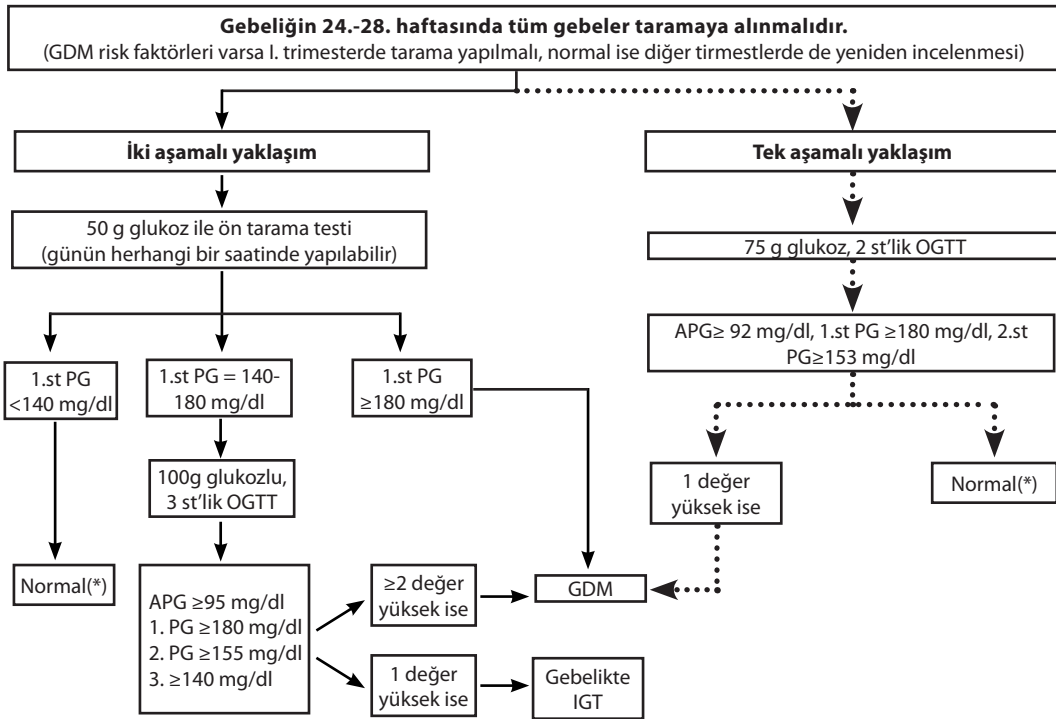 Gebeliğin 24.-28. haftasında tüm gebeler taramaya alınmalıdır.
(GDM risk faktörleri varsa I. trimesterde tarama yapılmalı, normal ise diğer tirmestlerde de yeniden incelenmesi)
İki aşamalı yaklaşım
Tek aşamalı yaklaşım
50 g glukoz ile ön tarama testi
(günün herhangi bir saatinde yapılabilir)
75 g glukoz, 2 st’lik OGTT
APG≥ 92 mg/dl, 1.st PG ≥180 mg/dl, 2.st
PG≥153 mg/dl
1.st PG
<140 mg/dl
1.st PG = 140-
180 mg/dl
1.st PG
≥180 mg/dl
100g glukozlu,
3 st’lik OGTT
1 değer
yüksek ise
Normal(*)
Normal(*)
APG ≥95 mg/dl
1. PG ≥180 mg/dl
2. PG ≥155 mg/dl
3. ≥140 mg/dl
≥2 değer
yüksek ise
GDM
1 değer
yüksek ise
Gebelikte
IGT